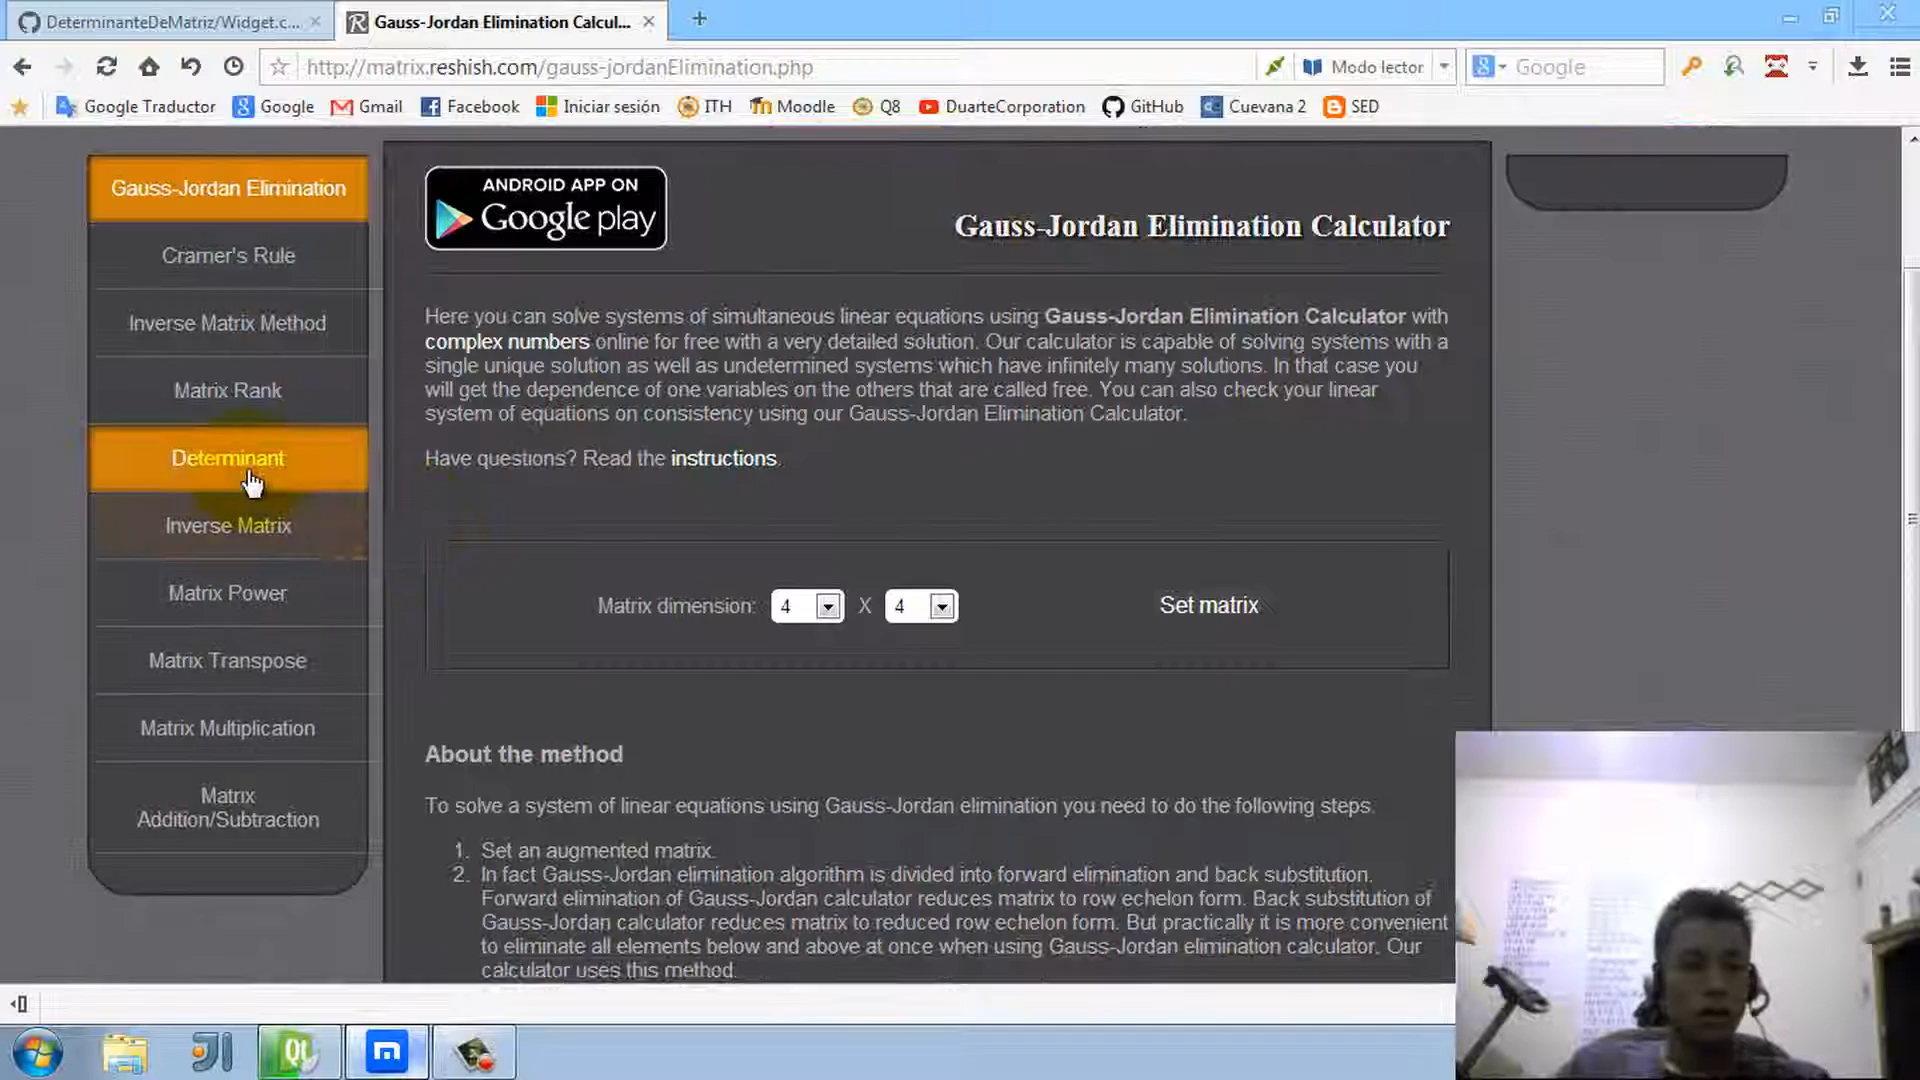 DeterminanteDeMatriz/Widget.c...
Gauss-Jordan Elimination Calcul...
http://matrix.reshish.com/gauss-jordanElimination.php
Modo lector
Google
Google Traductor
Google
Gmail
Facebook
Iniciar sesión
ITH
Moodle
Q8
DuarteCorporation
GitHub
Cuevana 2
SED
Gauss-Jordan Elimination
Cramer's Rule
Inverse Matrix Method
Matrix Rank
Determinant
Inverse Matrix
Matrix Power
Matrix Transpose
Matrix Multiplication
Matrix
Addition/Subtraction
ANDROID APP ON
Google play
Gauss-Jordan Elimination Calculator
Here you can solve systems of simultaneous linear equations using Gauss-Jordan Elimination Calculator with
complex numbers online for free with a very detailed solution. Our calculator is capable of solving systems with a
single unique solution as well as undetermined systems which have infinitely many solutions. In that case you
will get the dependence of one variables on the others that are called free. You can also check your linear
system of equations on consistency using our Gauss-Jordan Elimination Calculator.
Have questions? Read the instructions.
Matrix dimension: 4 X 4 Set matrix
About the method
To solve a system of linear equations using Gauss-Jordan elimination you need to do the following steps.
1. Set an augmented matrix.
2. In fact Gauss-Jordan elimination algorithm is divided into forward elimination and back substitution.
Forward elimination of Gauss-Jordan calculator reduces matrix to row echelon form. Back substitution of
Gauss-Jordan calculator reduces matrix to reduced row echelon form. But practically it is more convenient
to eliminate all elements below and above at once when using Gauss-Jordan elimination calculator. Our
calculator uses this method.